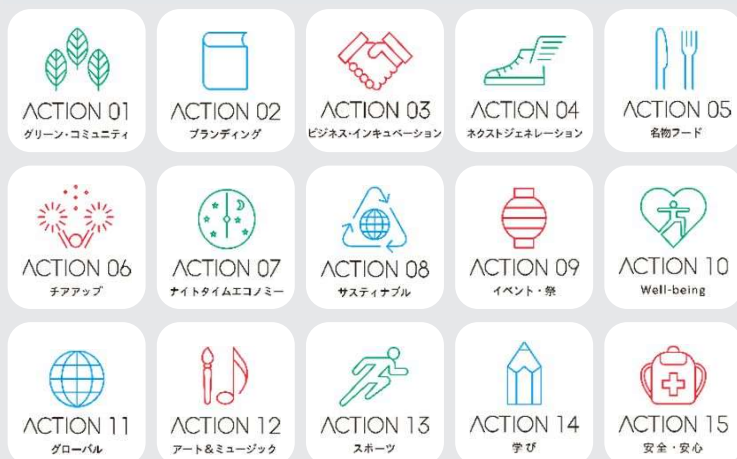 ACTION 01
グリーン・コミュニティ
ACTION 02
ブランディング
ACTION 03
ビジネス・インキュベーション
ACTION 04
ネクストジェネレーション
ACTION 05
名物フード
ACTION 06
チアアップ
ACTION 07
ナイトタイムエコノミー
ACTION 08
サスティナブル
ACTION 09
イベント・祭
ACTION 10
Well-being
ACTION 11
グローバル
ACTION 12
アート&ミュージック
ACTION 13
スポーツ
ACTION 14
学び
ACTION 15
安全・安心